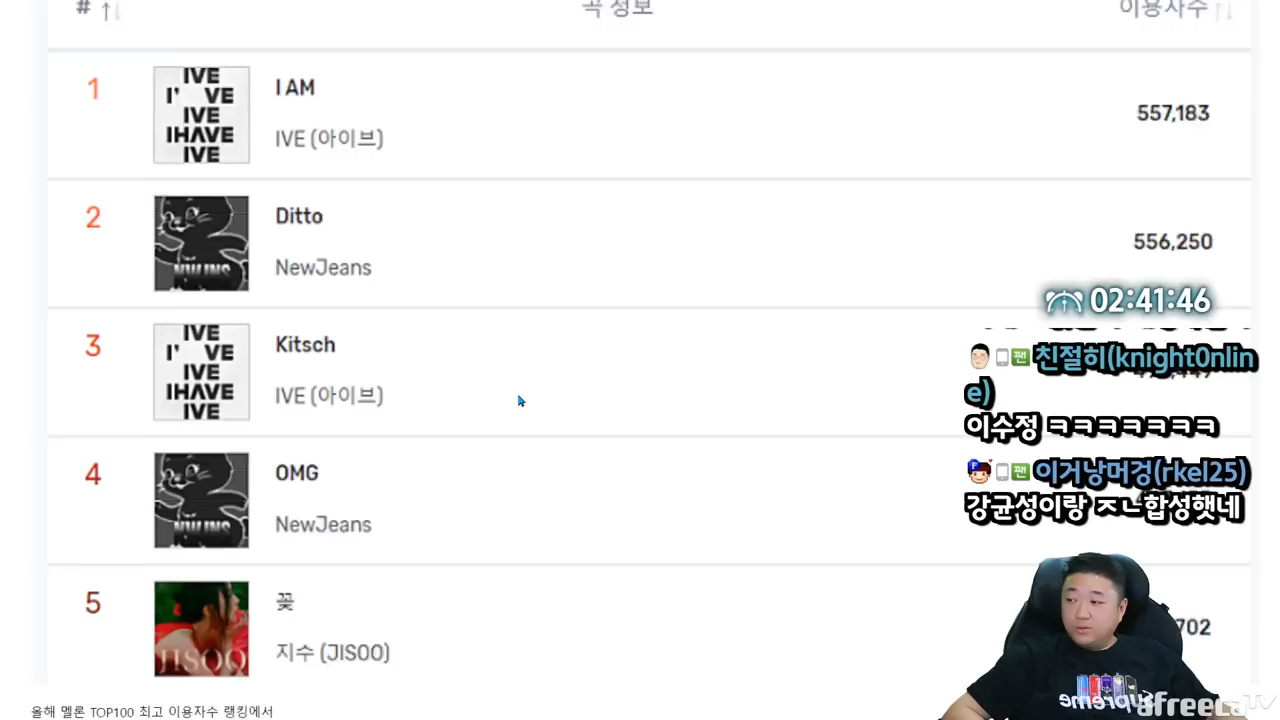 # ↑↓ 곡 정보 이용자수 ↑↓
1 I AM
IVE (아이브)
557,183
2 Ditto
NewJeans
556,250
02:41:46
3 Kitsch
IVE (아이브)
친절히(knight0nlin
e)
이수정 ㅋㅋㅋㅋㅋㅋㅋ
4 OMG
NewJeans
이거낭머겅(rkel25)
강균성이랑 ㅈㄴ합성햇네
5 꽃
지수 (JISOO)
702
IVE
I' VE
IVE
IHAVE
IVE
IVE
I' VE
IVE
IHAVE
IVE
JISOO
Supreme
afreecaTV
올해 멜론 TOP100 최고 이용자수 랭킹에서